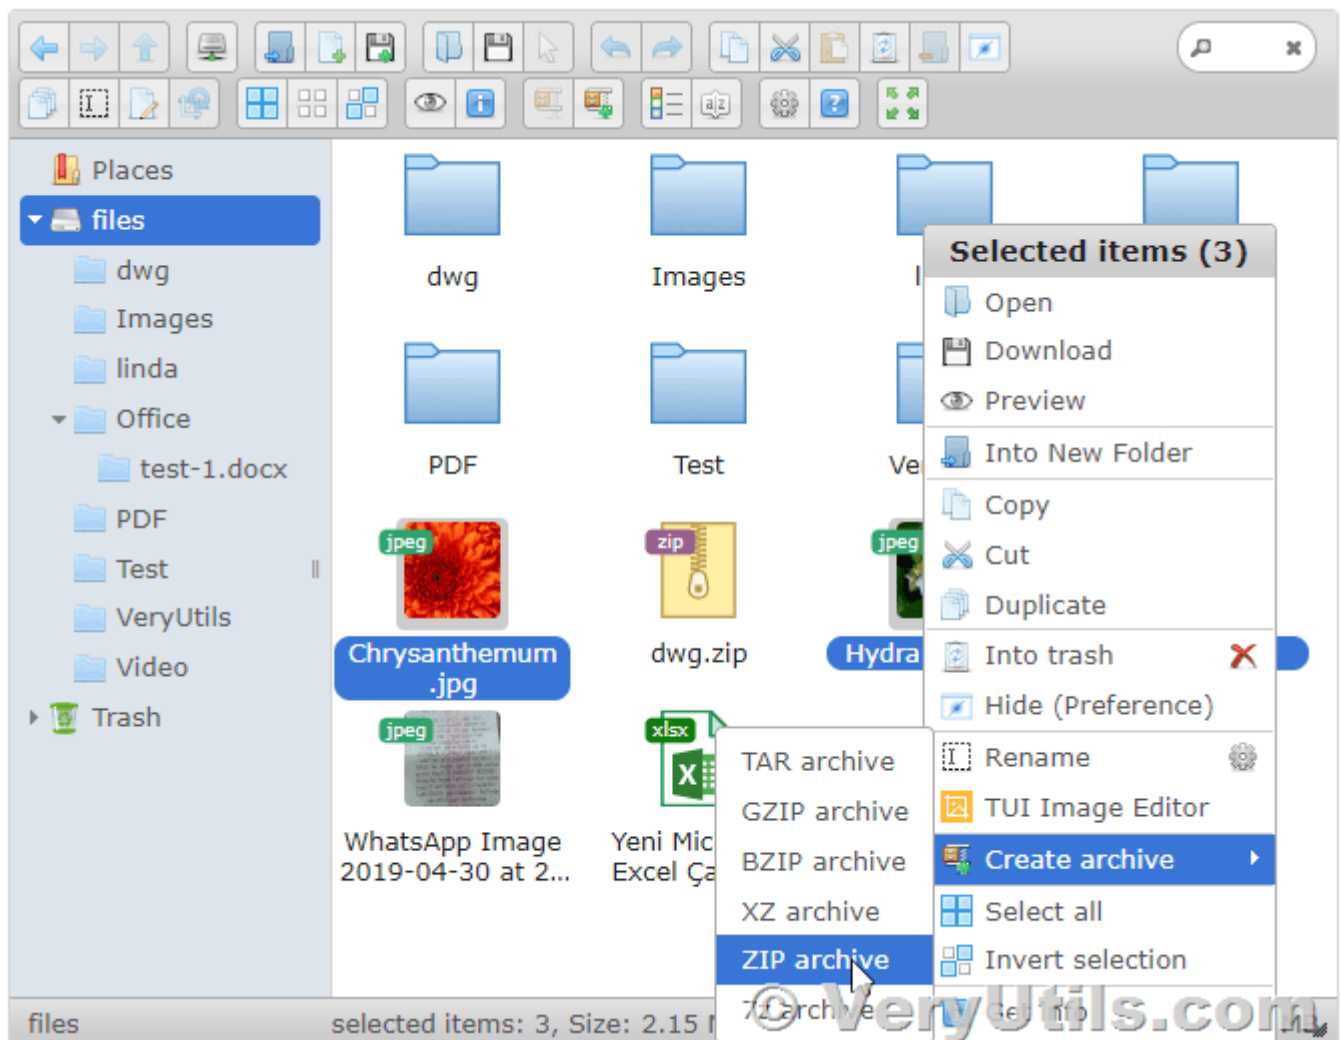 Places
files
dwg
Images
linda
Office
test-1.docx
PDF
Test
VeryUtils
Video
Trash
dwg
Images
PDF
Test
jpeg
Chrysanthemum
.jpg
zip
dwg.zip
jpeg
Hydra
jpeg
WhatsApp Image
2019-04-30 at 2...
xlsx
X
Yeni Mic
Excel Ça
Selected items (3)
Open
Download
Preview
Into New Folder
Copy
Cut
Duplicate
Into trash
Hide (Preference)
Rename
TUI Image Editor
Create archive
Select all
Invert selection
Get info
TAR archive
GZIP archive
BZIP archive
XZ archive
ZIP archive
7z archive
files
selected items: 3, Size: 2.15
© VeryUtils.com